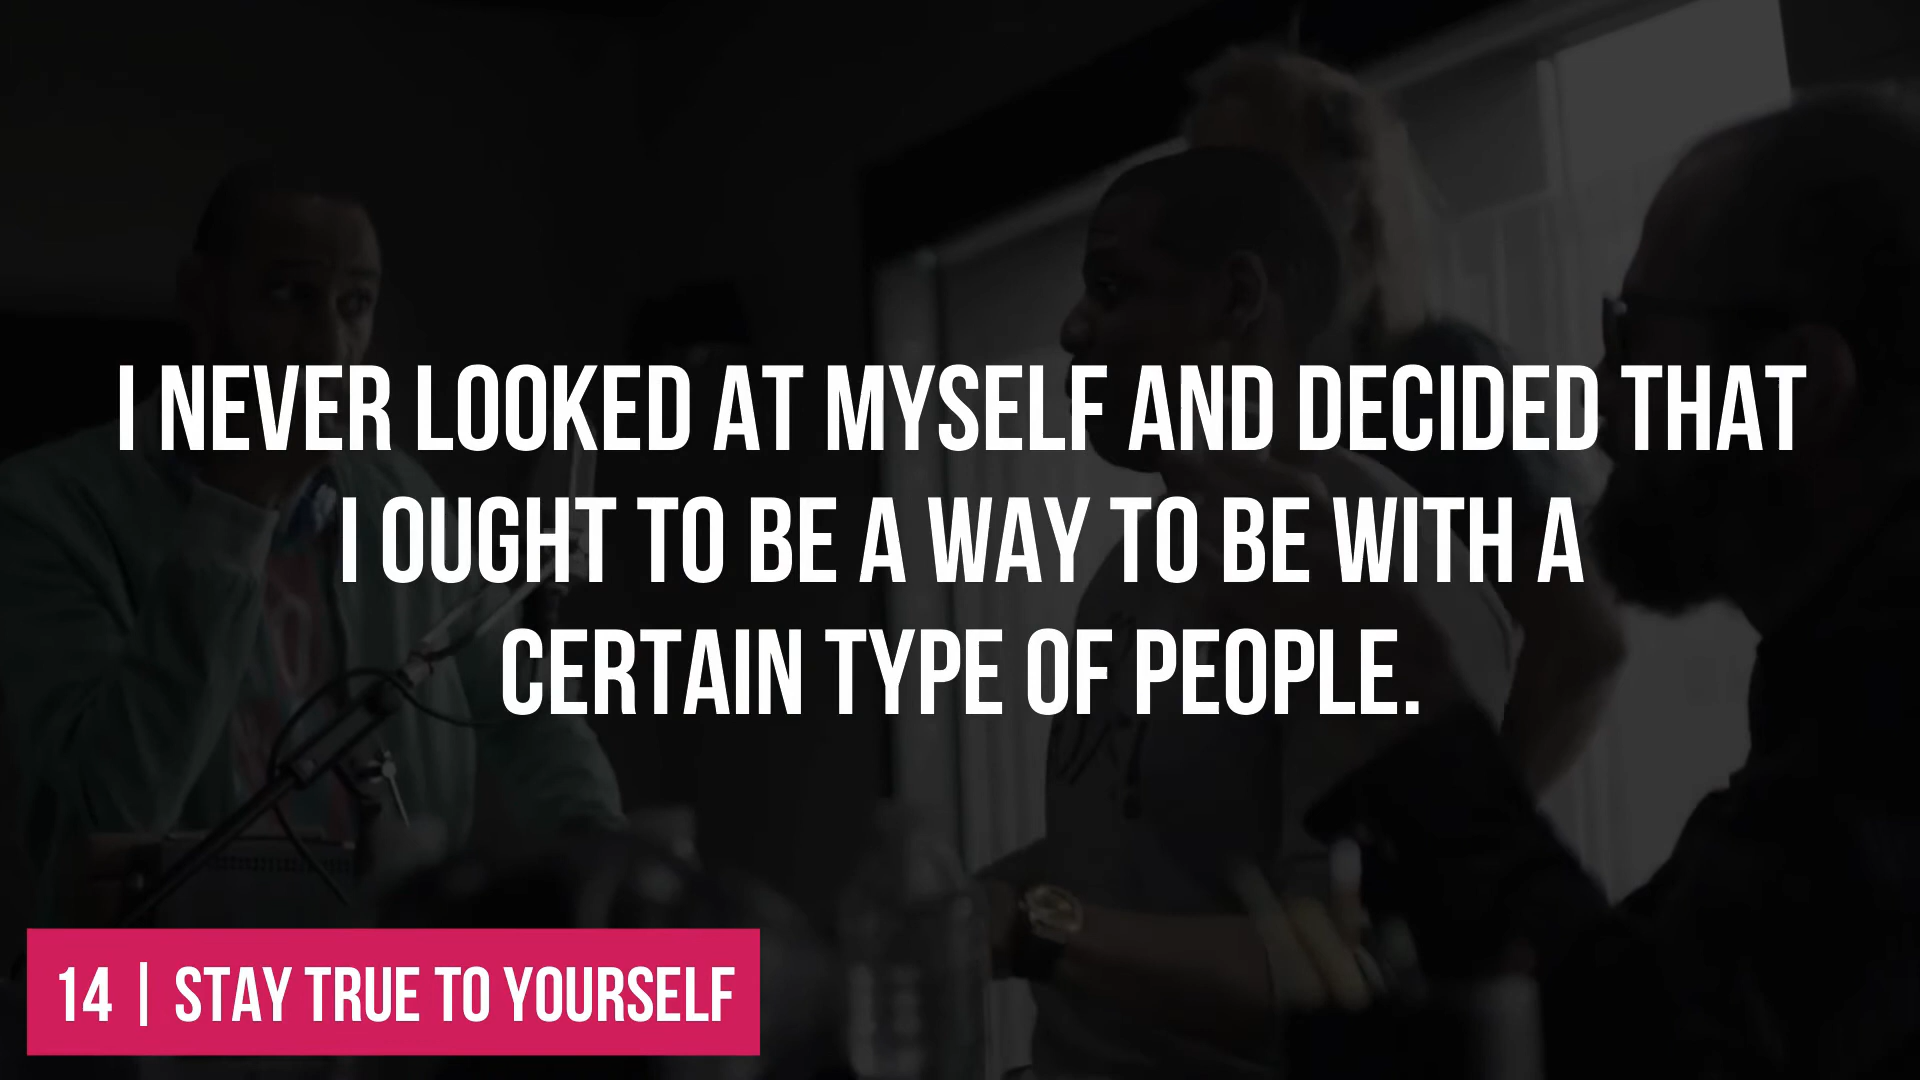 I NEVER LOOKED AT MYSELF AND DECIDED THAT
I OUGHT TO BE A WAY TO BE WITH A
CERTAIN TYPE OF PEOPLE.
14 | STAY TRUE TO YOURSELF